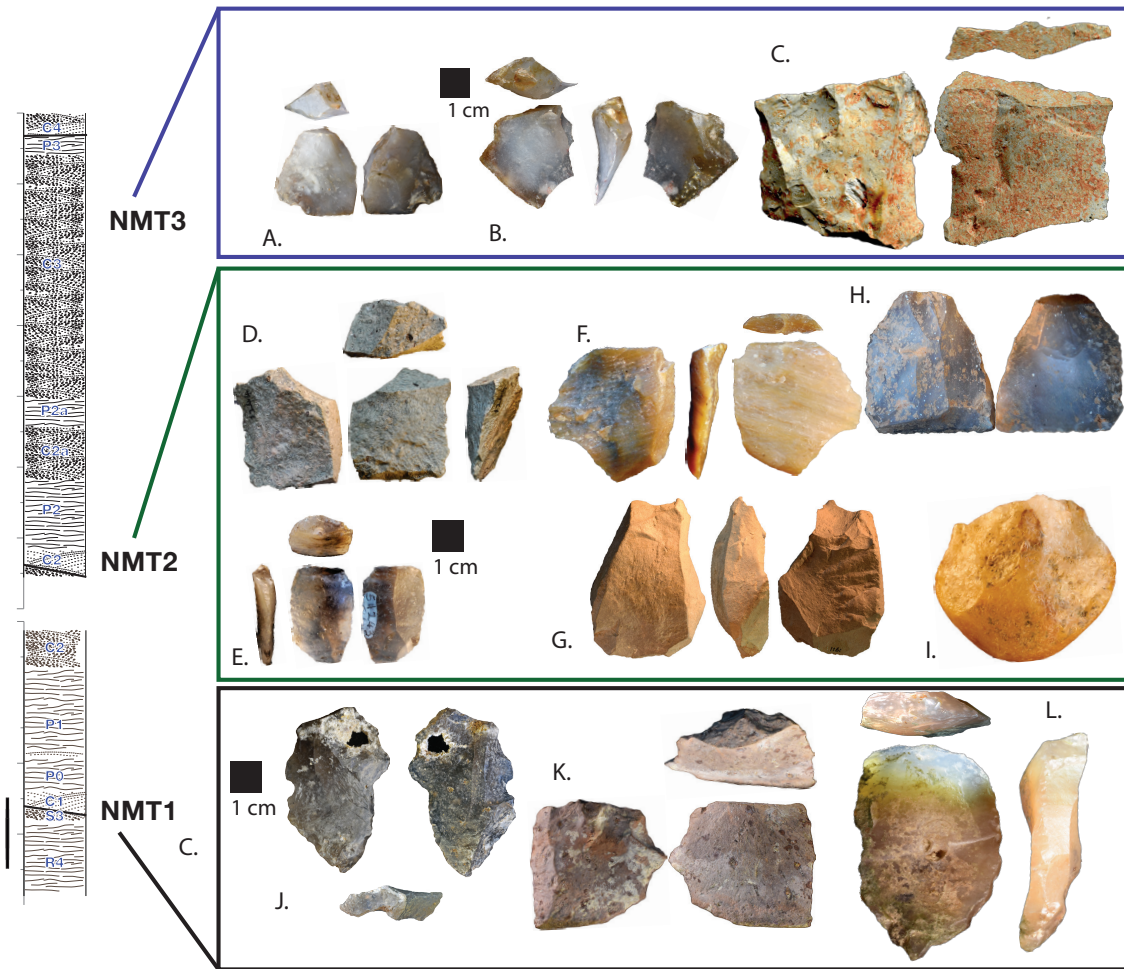 C4
P3
C3
P2a
C2a
P2
C2
C2
P1
P0
C1
S3
R4
NMT3
NMT2
NMT1
C.
1 cm
A.
B.
C.
D.
E.
1 cm
F.
G.
H.
I.
1 cm
J.
K.
L.